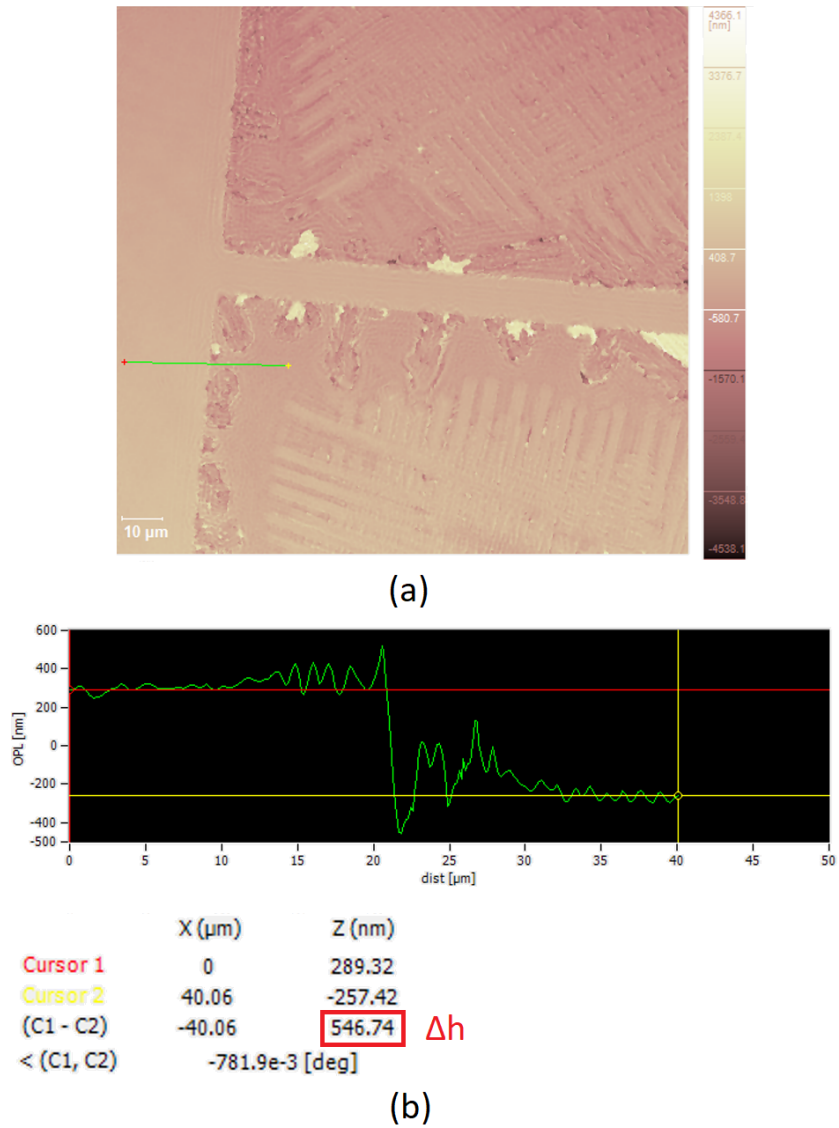 4366.1
[nm]
3376.7
2387.4
1398
408.7
-580.7
-1570.1
-3548.8
-4538.1
10 µm
(a)
600
400
200
0
-200
-400
-500
OPL [nm]
0 5 10 15 20 25 30 35 40 45 50
dist [µm]
X (µm) Z (nm)
Cursor 1 0 289.32
Cursor 2 40.06 -257.42
(C1 - C2) -40.06 546.74 Δh
< (C1, C2) -781.9e-3 [deg]
(b)